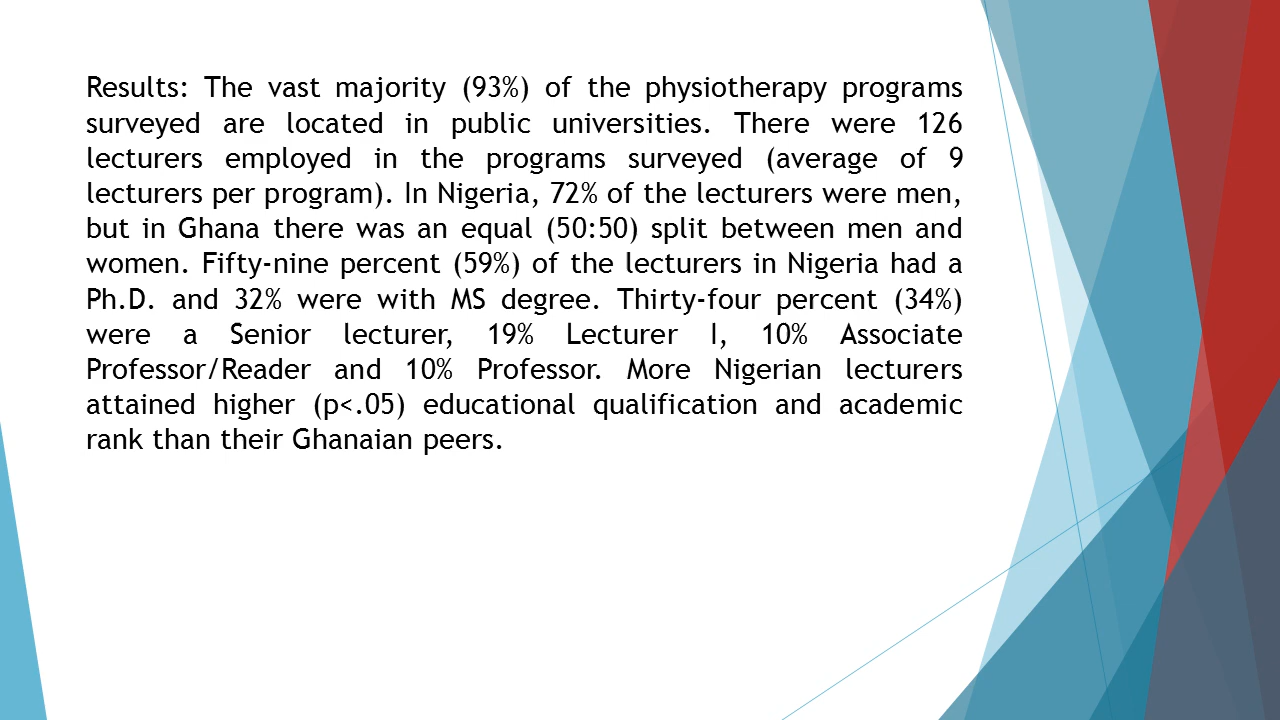 Results: The vast majority (93%) of the physiotherapy programs
surveyed are located in public universities. There were 126
lecturers employed in the programs surveyed (average of 9
lecturers per program). In Nigeria, 72% of the lecturers were men,
but in Ghana there was an equal (50:50) split between men and
women. Fifty-nine percent (59%) of the lecturers in Nigeria had a
Ph.D. and 32% were with MS degree. Thirty-four percent (34%)
were a Senior lecturer, 19% Lecturer I, 10% Associate
Professor/Reader and 10% Professor. More Nigerian lecturers
attained higher (p<.05) educational qualification and academic
rank than their Ghanaian peers.